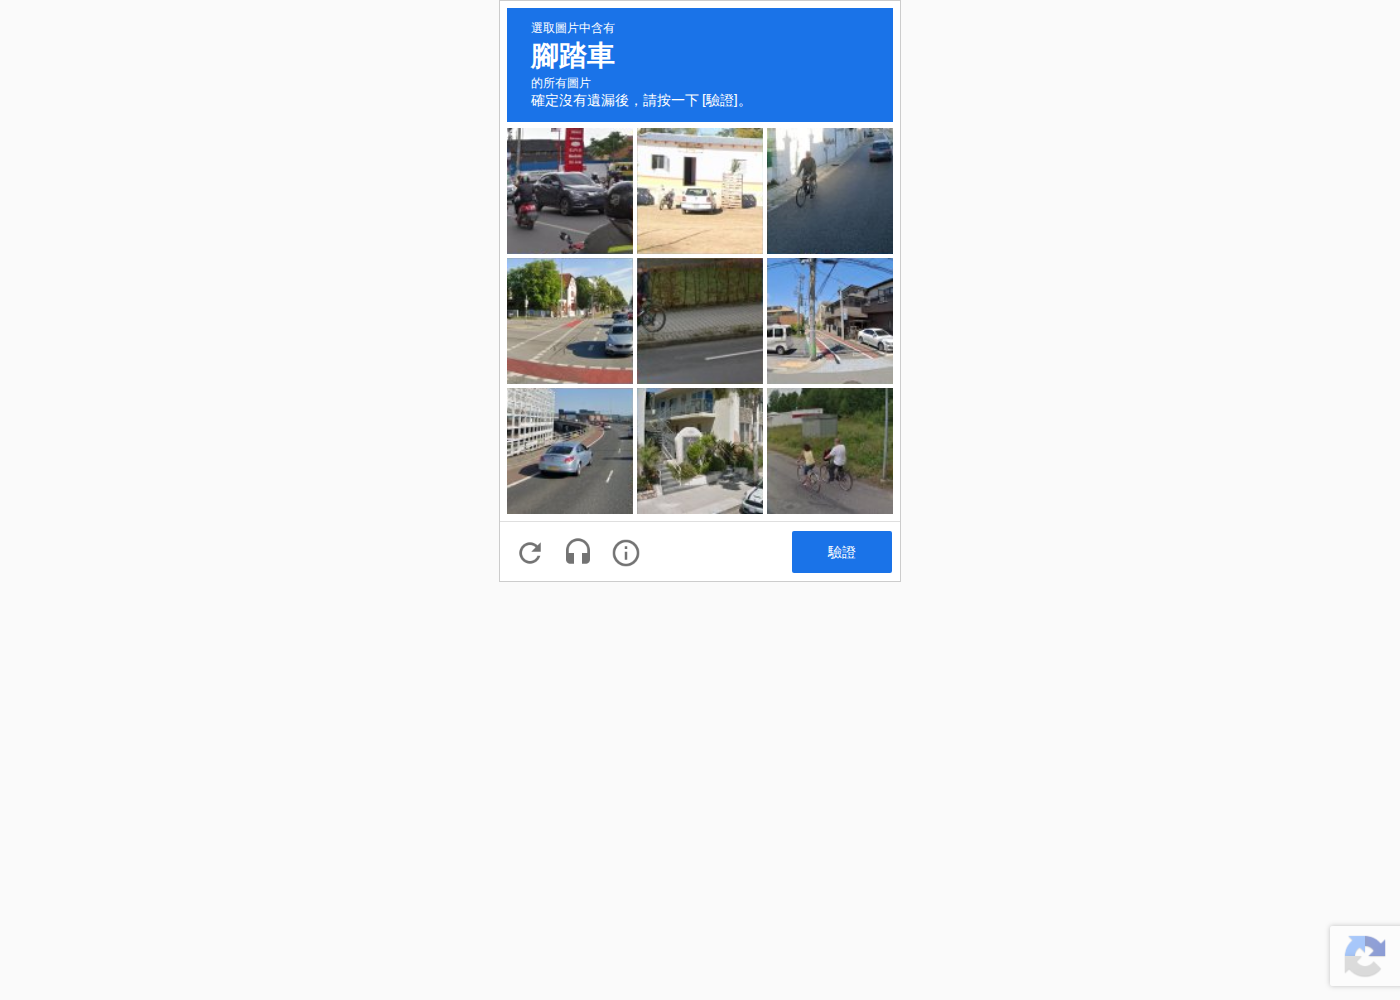 選取圖片中含有
腳踏車
的所有圖片
確定沒有遺漏後，請按一下 [驗證]。
驗證